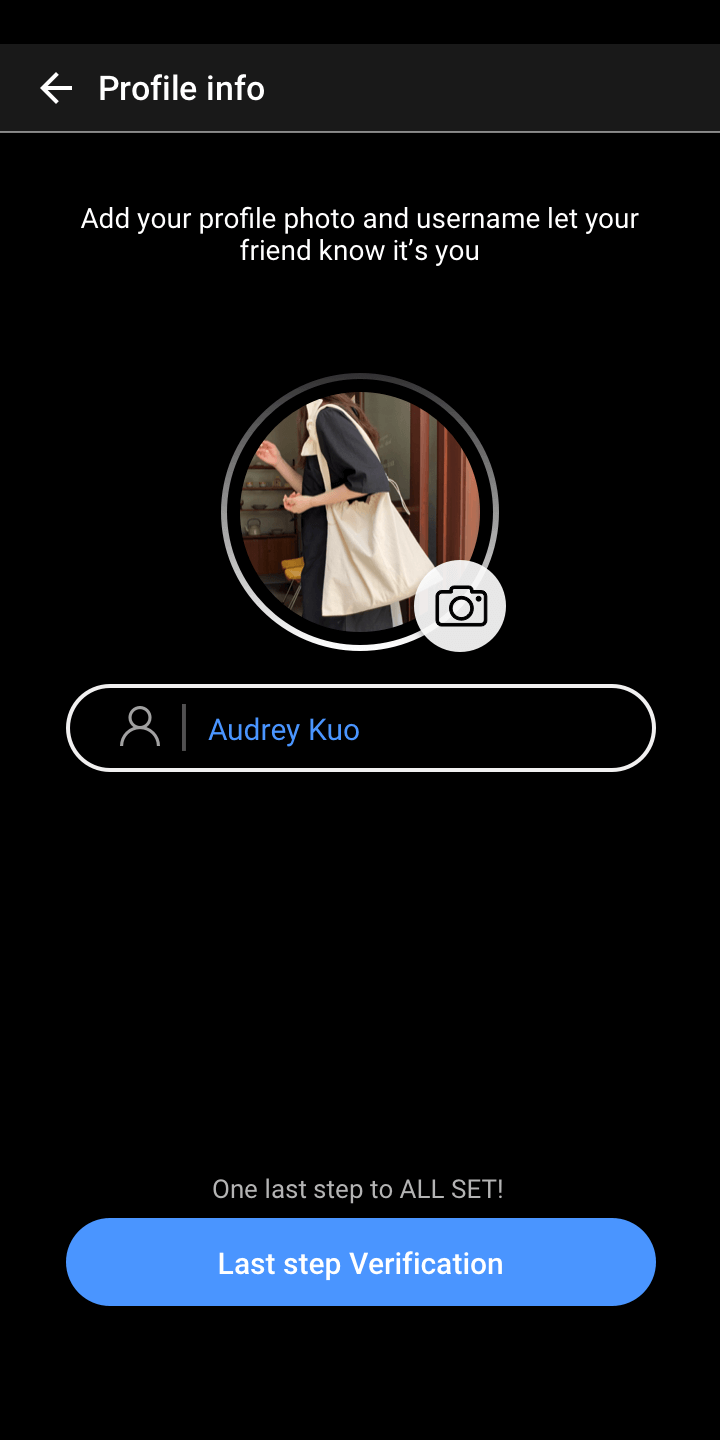 Profile info
Add your profile photo and username let your
friend know it’s you
Audrey Kuo
One last step to ALL SET!
Last step Verification